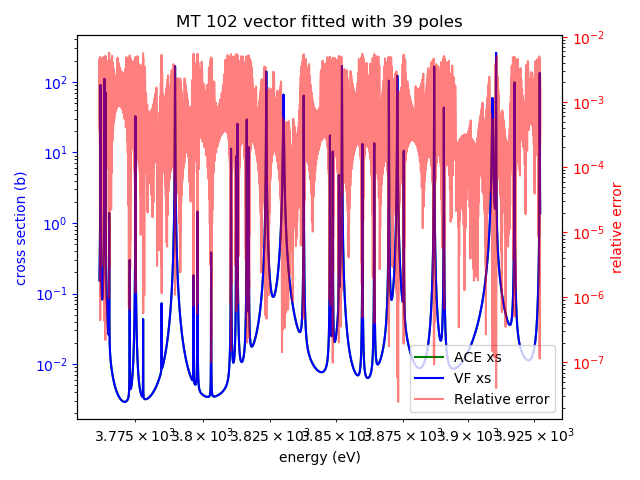 MT 102 vector fitted with 39 poles
cross section (b)
10²
10¹
10⁰
10⁻¹
10⁻²
10⁻²
10⁻³
10⁻⁴
10⁻⁵
10⁻⁶
10⁻⁷
relative error
ACE xs
VF xs
Relative error
3.775 × 10³ 3.8 × 10³ 3.825 × 10³ 3.85 × 10³ 3.875 × 10³ 3.9 × 10³ 3.925 × 10³
energy (eV)